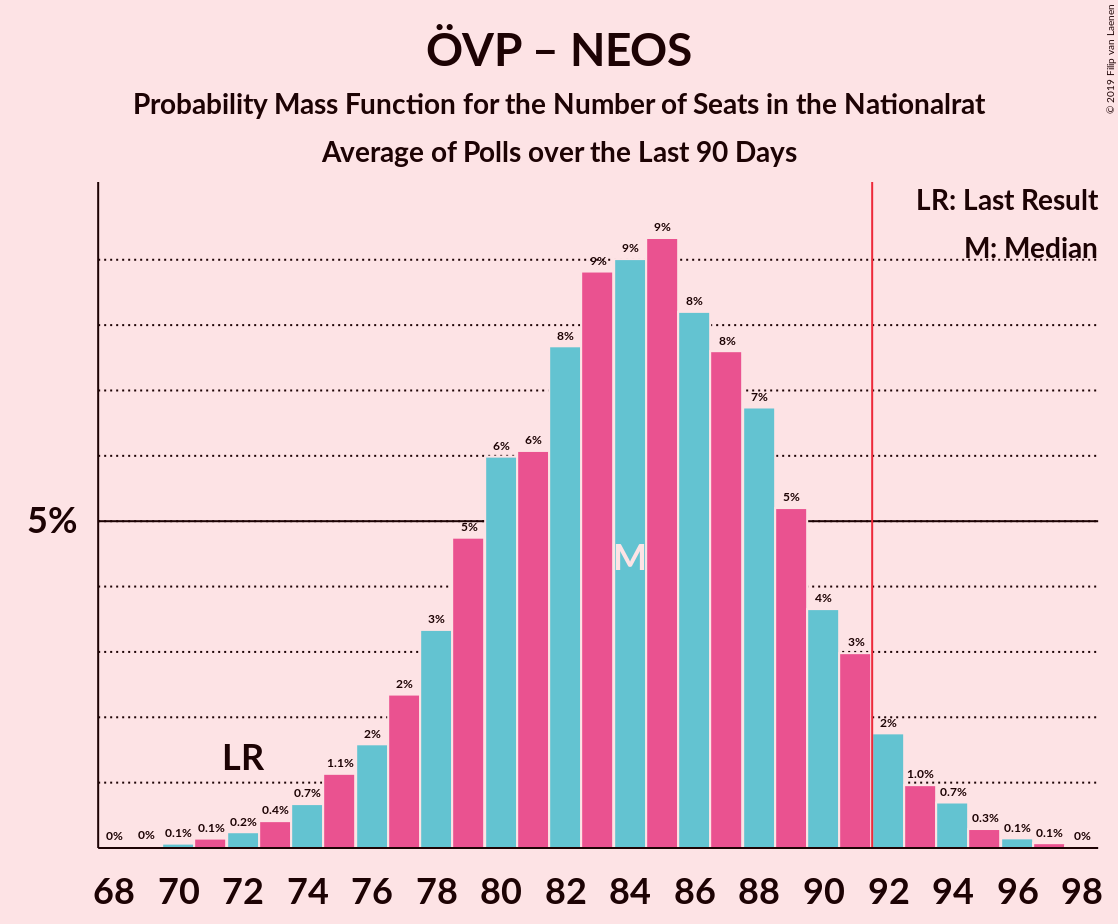 ÖVP – NEOS
Probability Mass Function for the Number of Seats in the Nationalrat
Average of Polls over the Last 90 Days
© 2019 Filip van Laenen
LR: Last Result
M: Median
5%
0% 0% 0.1% 0.1% 0.2% 0.4% 0.7% 1.1% 2% 2% 3% 5% 6% 6% 8% 9% 9% 9% 8% 8% 7% 5% 4% 3% 2% 1.0% 0.7% 0.3% 0.1% 0.1% 0%
M
LR
68 70 72 74 76 78 80 82 84 86 88 90 92 94 96 98